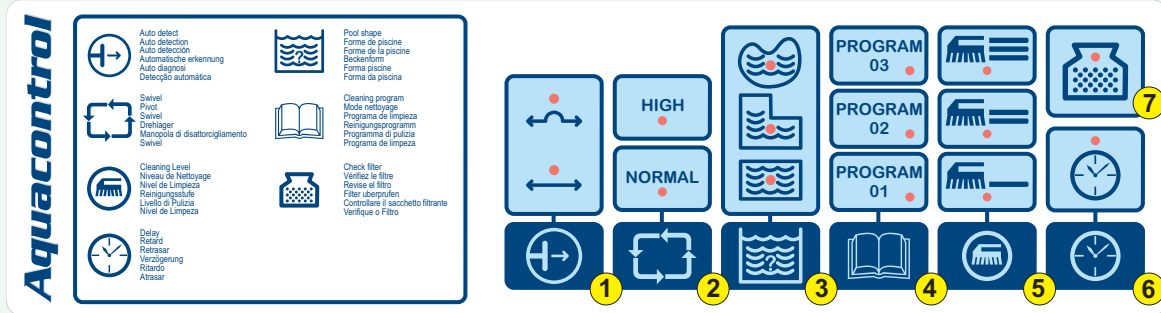 Aquacontrol
Auto detect
Auto detection
Auto detección
Automatische erkennung
Auto diagnosi
Detecção automática
Swivel
Pivot
Swivel
Drehlager
Manopola di disattorcigliamento
Swivel
Cleaning Level
Niveau de Nettoyage
Nivel de Limpieza
Reinigungsstufe
Livello di Pulizia
Nível de Limpeza
Delay
Retard
Retrasar
Verzögerung
Ritardo
Atrasar
Pool shape
Forme de piscine
Forme de la piscine
Beckenform
Forma piscine
Forma da piscina
Cleaning program
Mode nettoyage
Programa de limpieza
Reinigungsprogramm
Programma di pulizia
Programa de limpeza
Check filter
Vérifiez le filtre
Revise el filtro
Filter uberprufen
Controllare il sacchetto filtrante
Verifique o Filtro
HIGH
NORMAL
PROGRAM
03
PROGRAM
02
PROGRAM
01
?
?
1
2
3
4
5
6
7